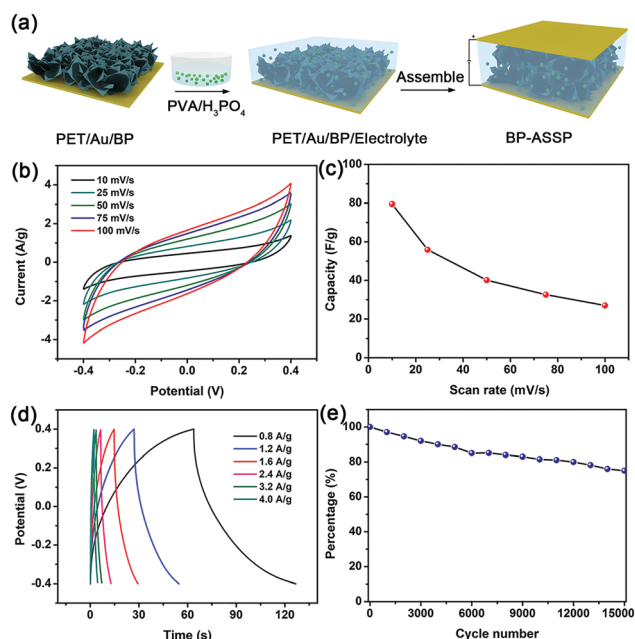 (a)
PVA/H₃PO₄
Assemble
PET/Au/BP
PET/Au/BP/Electrolyte
BP-ASSP
+
-
(b)
10 mV/s
25 mV/s
50 mV/s
75 mV/s
100 mV/s
4
2
0
-2
-4
Current (A/g)
-0.4 -0.2 0.0 0.2 0.4
Potential (V)
(c)
100
80
60
40
20
0
Capacity (F/g)
0 20 40 60 80 100
Scan rate (mV/s)
(d)
0.8 A/g
1.2 A/g
1.6 A/g
2.4 A/g
3.2 A/g
4.0 A/g
0.4
0.0
-0.4
Potential (V)
0 30 60 90 120
Time (s)
(e)
100
80
60
40
20
0
Percentage (%)
0 3000 6000 9000 12000 15000
Cycle number